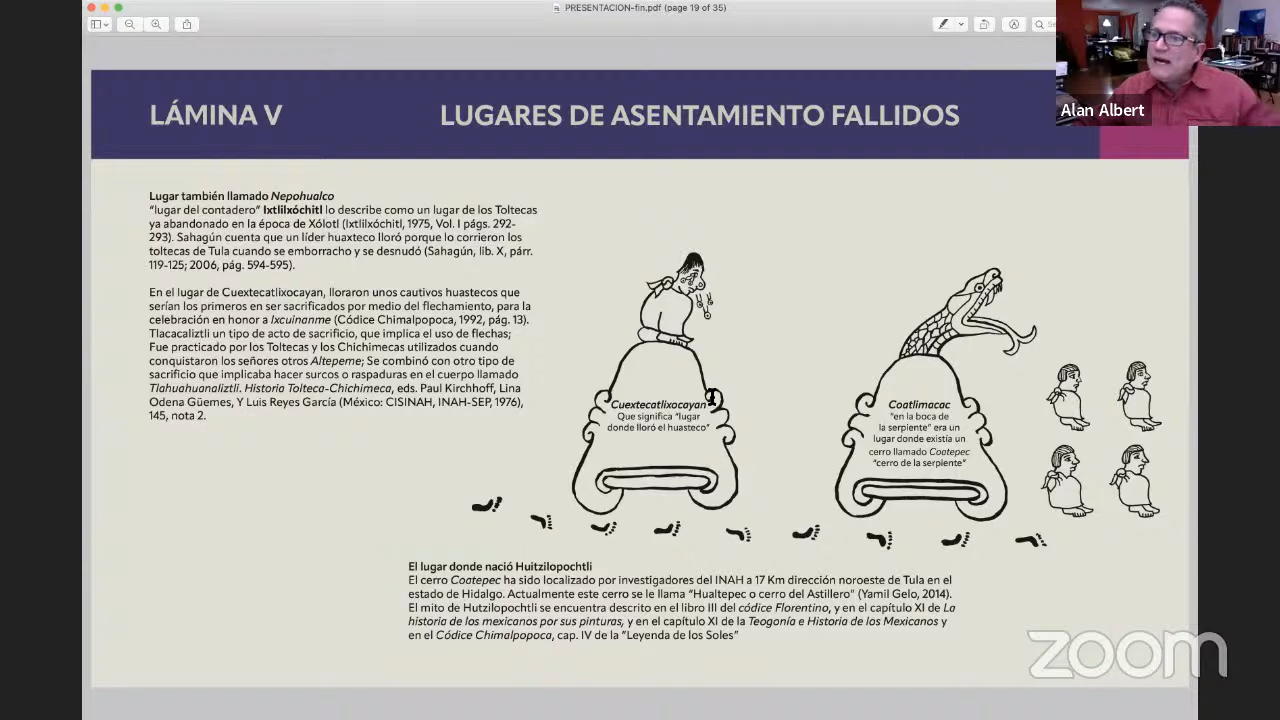 PRESENTACION-fin.pdf (page 19 of 35)
Alan Albert
LÁMINA V
LUGARES DE ASENTAMIENTO FALLIDOS
Lugar también llamado Nepohualco
“lugar del contador” Ixtlilxóchitl lo describe como un lugar de los Toltecas
ya abandonado en la época de Xólotl (Ixtlilxóchitl, 1975, Vol. I págs. 292-
293). Sahagún cuenta que un líder huaxteco lloró porque lo corrieron los
toltecas de Tula cuando se emborracho y se desnudó (Sahagún, lib. X, párr.
119-125; 2006, pág. 594-595).
En el lugar de Cuextecatlixocayan, lloraron unos cautivos huastecos que
serían los primeros en ser sacrificados por medio del flechamiento, para la
celebración en honor a Ixcuinanme (Códice Chimalpopoca, 1992, pág. 13).
Tlacacaliztli un tipo de acto de sacrificio, que implica el uso de flechas;
Fue practicado por los Toltecas y los Chichimecas utilizados cuando
conquistaron los señores otros Altepeme; Se combinó con otro tipo de
sacrificio que implicaba hacer surcos o raspaduras en el cuerpo llamado
Tlahuahuanaliztli. Historia Tolteca-Chichimeca, eds. Paul Kirchhoff, Lina
Odena Güemes, Y Luis Reyes García (México: CISINAH, INAH-SEP, 1976),
145, nota 2.
Cuextecatlixocayan
Que significa “lugar
donde lloró el huasteco”
Coatlimacac
“en la boca de
la serpiente” era un
lugar donde existía un
cerro llamado Coatepec
“cerro de la serpiente”
El lugar donde nació Huitzilopochtli
El cerro Coatepec ha sido localizado por investigadores del INAH a 17 Km dirección noroeste de Tula en el
estado de Hidalgo. Actualmente este cerro se le llama “Hualtepec o cerro del Astillero” (Yamil Gelo, 2014).
El mito de Hutzilopochtli se encuentra descrito en el libro III del códice Florentino, y en el capítulo XI de La
historia de los mexicanos por sus pinturas, y en el capítulo XI de la Teogonía e Historia de los Mexicanos y
en el Códice Chimalpopoca, cap. IV de la “Leyenda de los Soles”
zoom